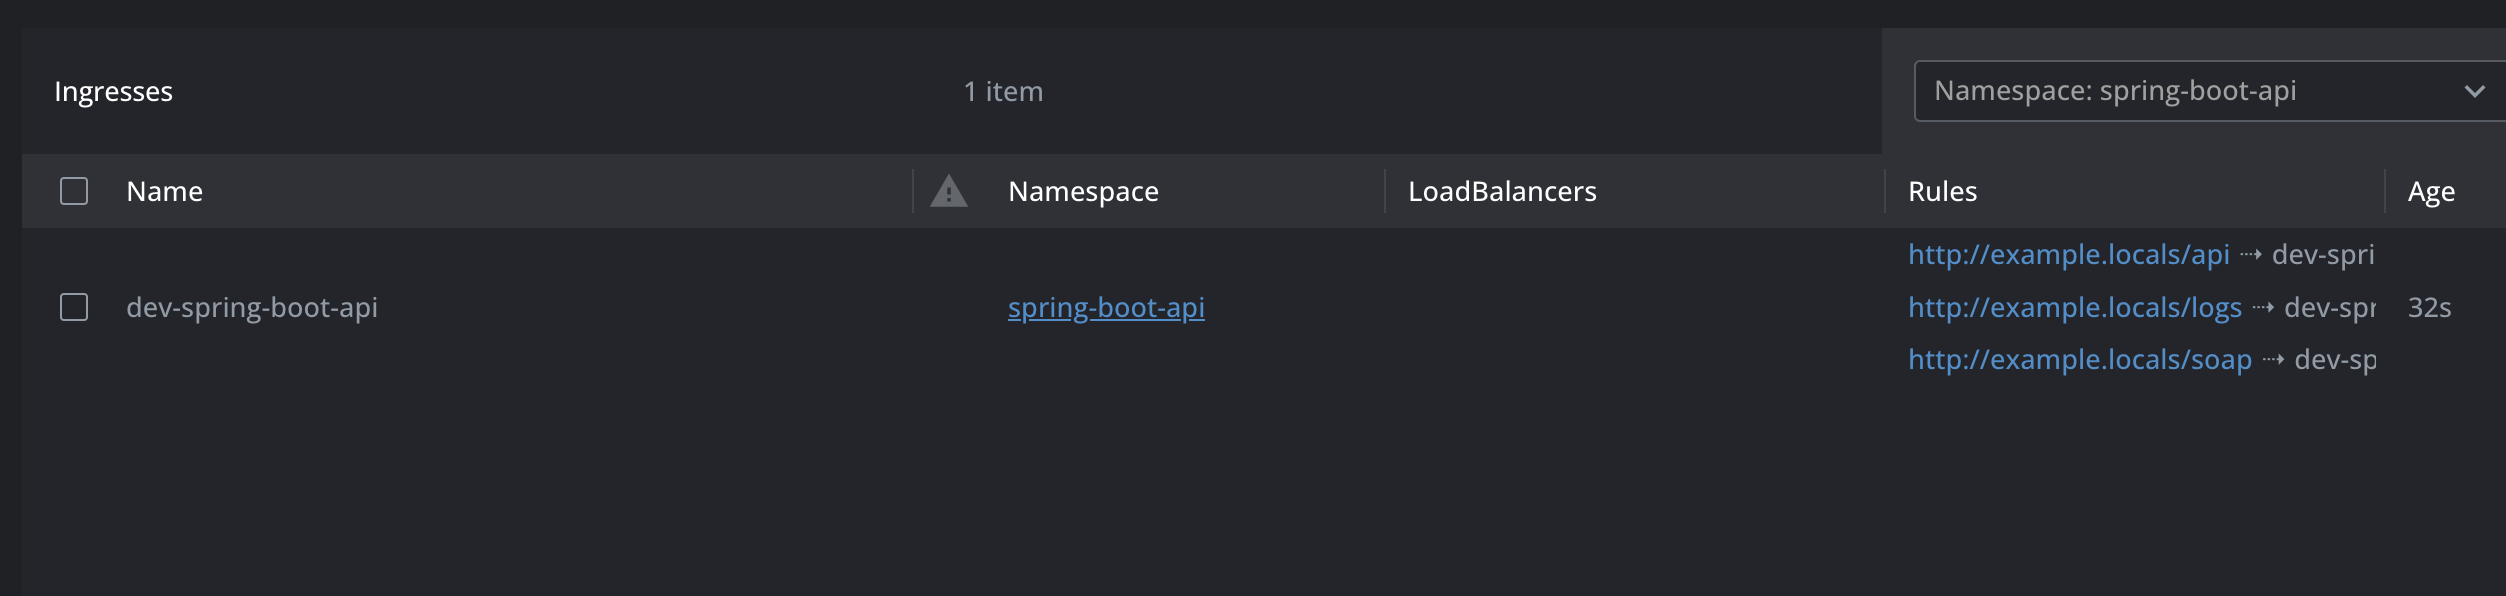 Ingresses
1 item
Namespace: spring-boot-api
Name
Namespace
LoadBalancers
Rules
Age
dev-spring-boot-api
spring-boot-api
http://example.locals/api ⇢ dev-spri
http://example.locals/logs ⇢ dev-spr
http://example.locals/soap ⇢ dev-sp
32s